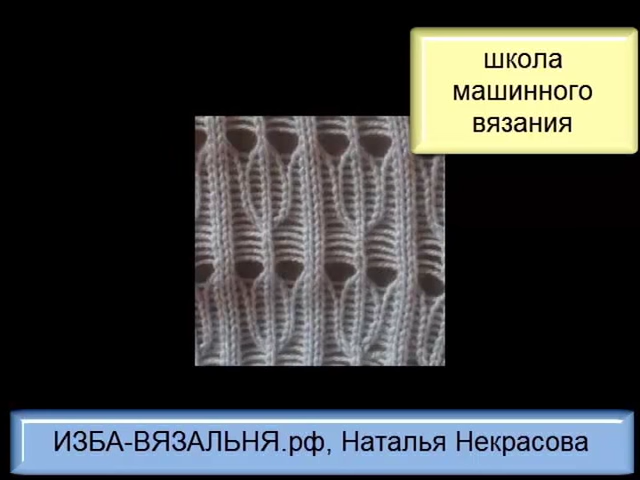 школа
машинного
вязания
ИЗБА-ВЯЗАЛЬНЯ.рф, Наталья Некрасова